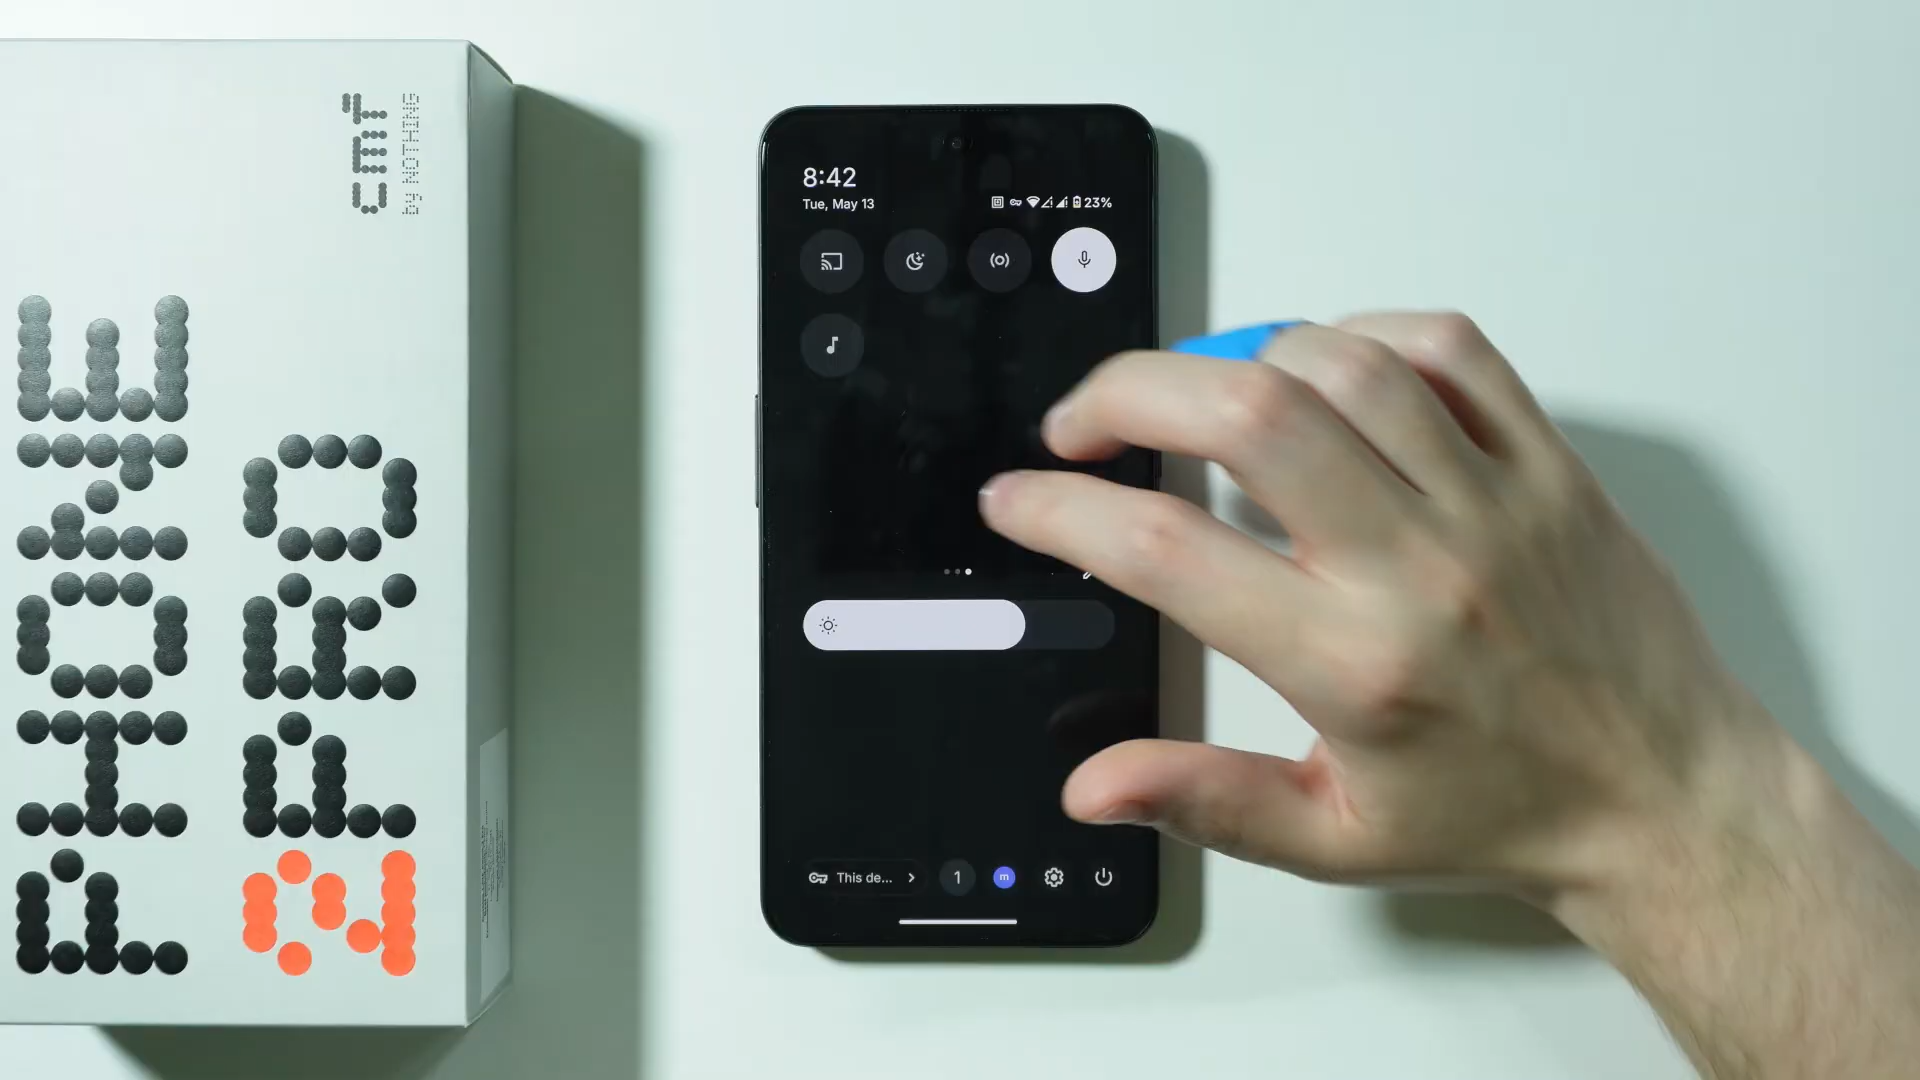 cmf
by NOTHING
PHONE
PRO
2
8:42
Tue, May 13
23%
This de...
1
m